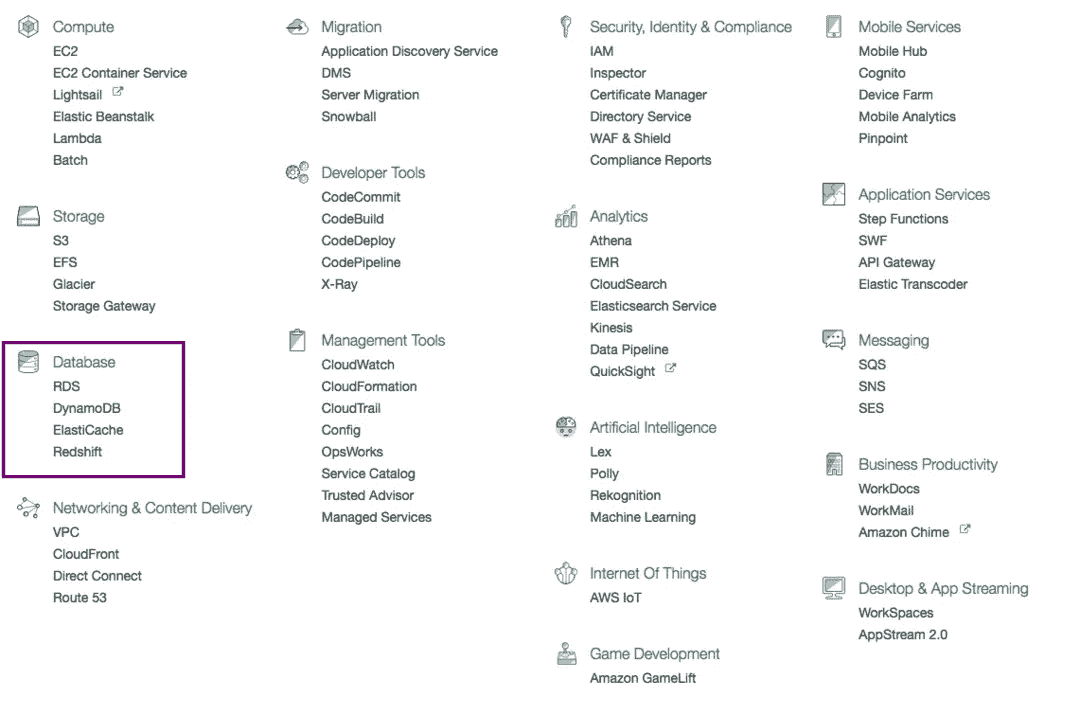 Compute
EC2
EC2 Container Service
Lightsail
Elastic Beanstalk
Lambda
Batch
Storage
S3
EFS
Glacier
Storage Gateway
Database
RDS
DynamoDB
ElastiCache
Redshift
Networking & Content Delivery
VPC
CloudFront
Direct Connect
Route 53
Migration
Application Discovery Service
DMS
Server Migration
Snowball
Developer Tools
CodeCommit
CodeBuild
CodeDeploy
CodePipeline
X-Ray
Management Tools
CloudWatch
CloudFormation
CloudTrail
Config
OpsWorks
Service Catalog
Trusted Advisor
Managed Services
Security, Identity & Compliance
IAM
Inspector
Certificate Manager
Directory Service
WAF & Shield
Compliance Reports
Analytics
Athena
EMR
CloudSearch
Elasticsearch Service
Kinesis
Data Pipeline
QuickSight
Artificial Intelligence
Lex
Polly
Rekognition
Machine Learning
Internet Of Things
AWS IoT
Game Development
Amazon GameLift
Mobile Services
Mobile Hub
Cognito
Device Farm
Mobile Analytics
Pinpoint
Application Services
Step Functions
SWF
API Gateway
Elastic Transcoder
Messaging
SQS
SNS
SES
Business Productivity
WorkDocs
WorkMail
Amazon Chime
Desktop & App Streaming
WorkSpaces
AppStream 2.0